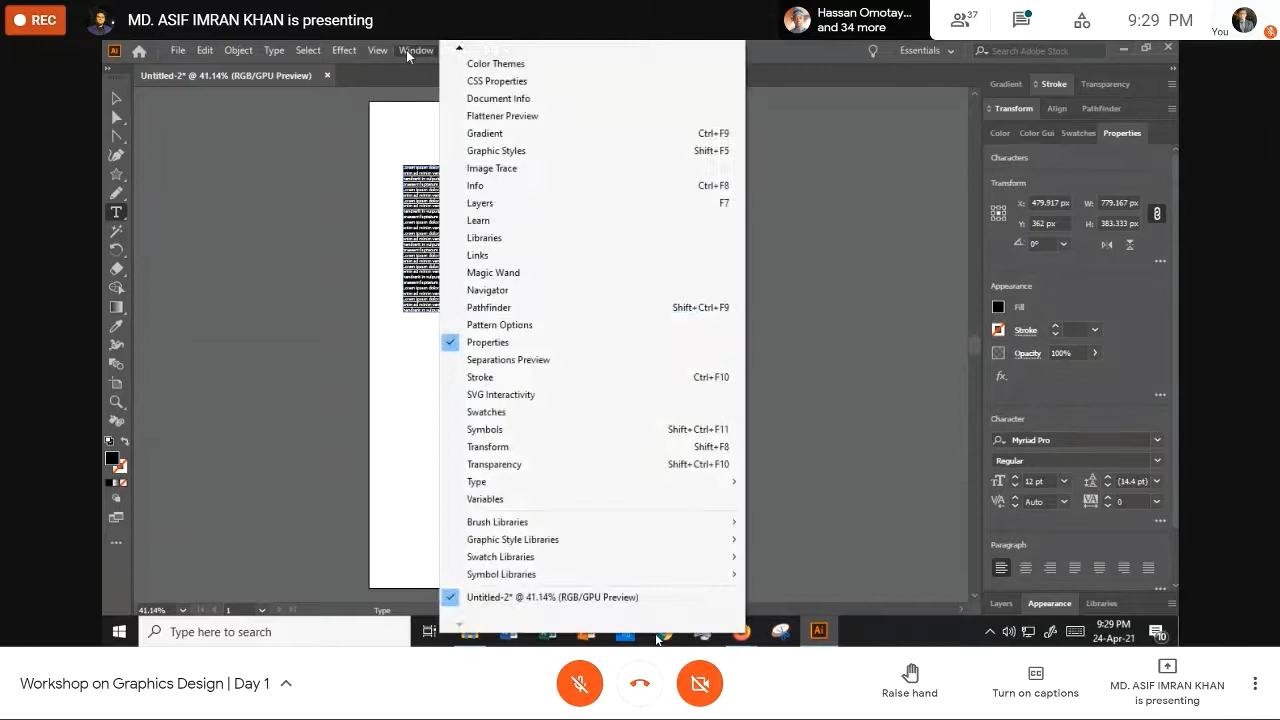 REC
MD. ASIF IMRAN KHAN is presenting
Hassan Omotay...
and 34 more
37
9:29 PM
You
Ai
File Edit Object Type Select Effect View Window
Essentials
Search Adobe Stock
Untitled-2* @ 41.14% (RGB/GPU Preview) ×
Color Themes
CSS Properties
Document Info
Flattener Preview
Gradient Ctrl+F9
Graphic Styles Shift+F5
Image Trace
Info Ctrl+F8
Layers F7
Learn
Libraries
Links
Magic Wand
Navigator
Pathfinder Shift+Ctrl+F9
Pattern Options
Properties
Separations Preview
Stroke Ctrl+F10
SVG Interactivity
Swatches
Symbols Shift+Ctrl+F11
Transform Shift+F8
Transparency Shift+Ctrl+F10
Type
Variables
Brush Libraries
Graphic Style Libraries
Swatch Libraries
Symbol Libraries
Untitled-2* @ 41.14% (RGB/GPU Preview)
Gradient Stroke Transparency
Transform Align Pathfinder
Color Color Gui Swatches Properties
Characters
Transform
X: 479.917 px W: 779.167 px
Y: 362 px H: 383.333 px
0°
Appearance
Fill
Stroke
Opacity 100%
fx.
Character
Myriad Pro
Regular
12 pt (14.4 pt)
Auto 0
Paragraph
Layers Appearance Libraries
41.14% 1 Type
Type here to search
Ai
9:29 PM
24-Apr-21
10
Workshop on Graphics Design | Day 1
Raise hand
Turn on captions
MD. ASIF IMRAN KHAN
is presenting